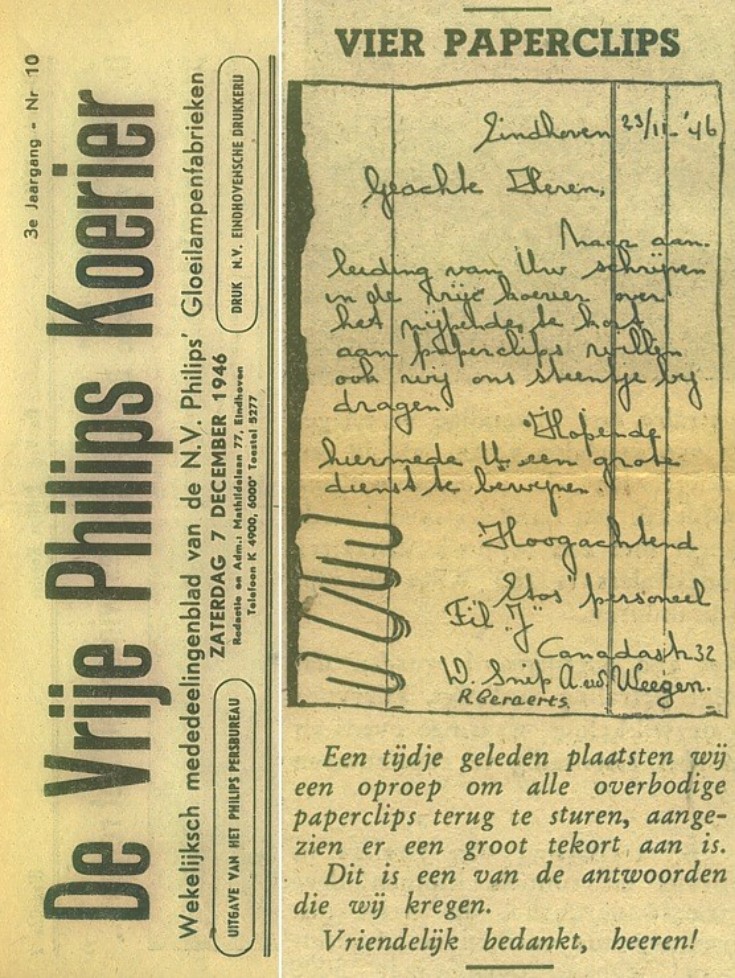 3e Jaargang - Nr 10
De Vrije Philips Koerier
Wekelijksch mededeelingenblad van de N.V. Philips' Gloeilampenfabrieken
UITGAVE VAN HET PHILIPS PERSBUREAU
ZATERDAG 7 DECEMBER 1946
Redactie en Adm.: Mathildelaan 77, Eindhoven
Telefoon K 4900, 6000* Toestel 5277
DRUK N.V. EINDHOVENSCHE DRUKKERIJ
VIER PAPERCLIPS
Eindhoven 23/11-'46
Geachte Heren,
Naar aan-
leiding van Uw schrijven
in de Vrije koerier over
het nijpende te kort
aan paperclips willen
ook wij ons steentje bij
dragen.
Hopende
hiermede U een grote
dienst te bewijzen.
Hoogachtend
"Etos" personeel
Fil "J"
Canadastr 32
W. Snip A.v.d. Weegen.
R. Geraerts.
Een tijdje geleden plaatsten wij
een oproep om alle overbodige
paperclips terug te sturen, aange-
zien er een groot tekort aan is.
Dit is een van de antwoorden
die wij kregen.
Vriendelijk bedankt, heeren!